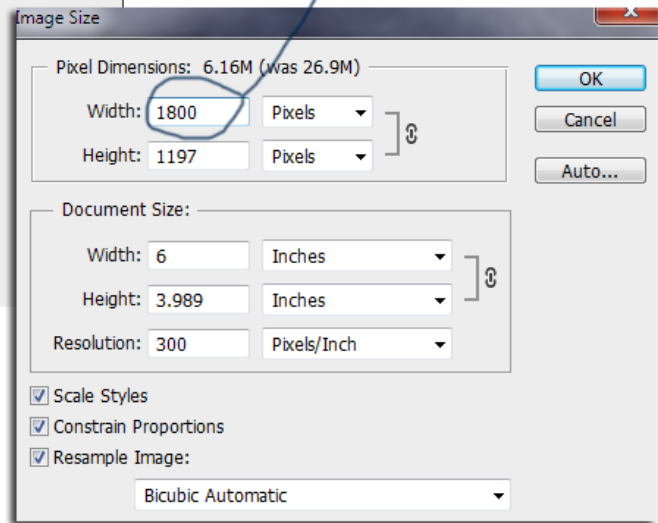 Image Size
Pixel Dimensions: 6.16M (was 26.9M)
Width: 1800 Pixels
Height: 1197 Pixels
OK
Cancel
Auto...
Document Size:
Width: 6 Inches
Height: 3.989 Inches
Resolution: 300 Pixels/Inch
Scale Styles
Constrain Proportions
Resample Image:
Bicubic Automatic